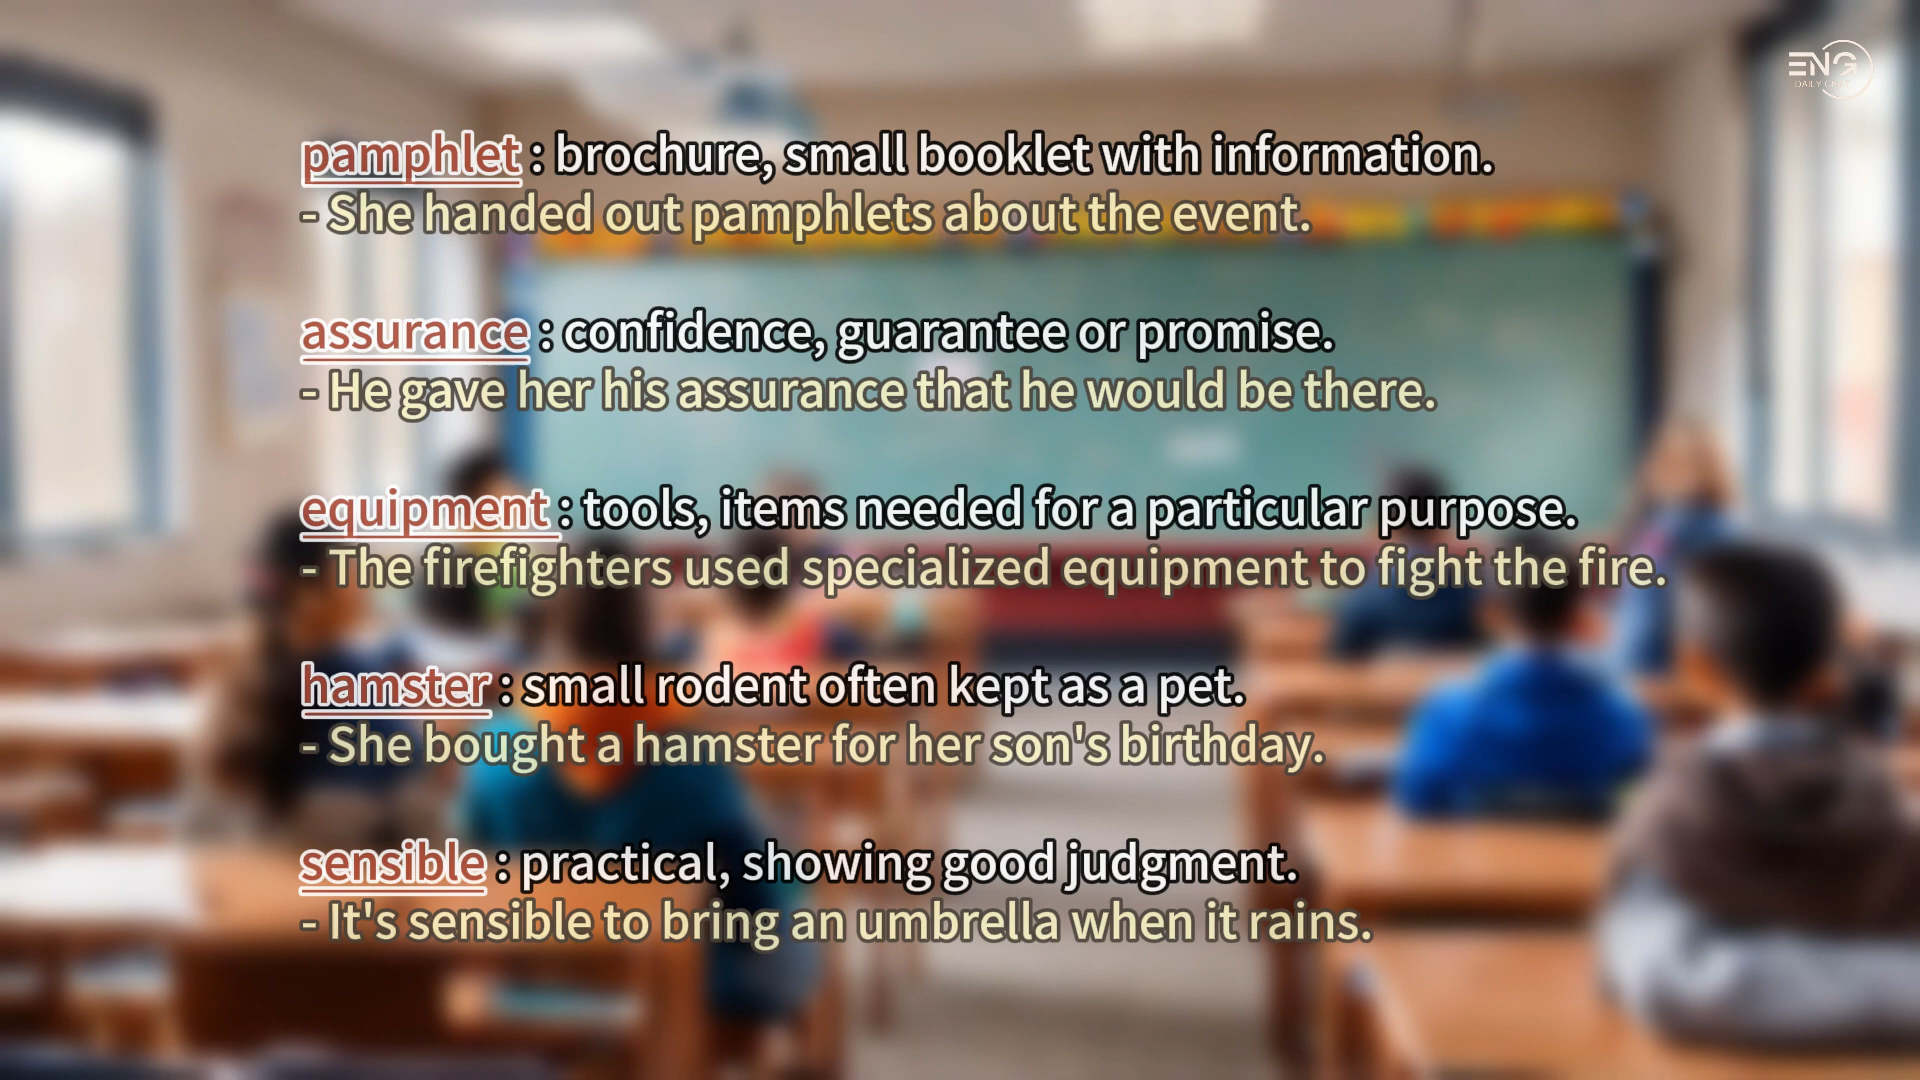 ENG
DAILY
pamphlet : brochure, small booklet with information.
- She handed out pamphlets about the event.
assurance : confidence, guarantee or promise.
- He gave her his assurance that he would be there.
equipment : tools, items needed for a particular purpose.
- The firefighters used specialized equipment to fight the fire.
hamster : small rodent often kept as a pet.
- She bought a hamster for her son's birthday.
sensible : practical, showing good judgment.
- It's sensible to bring an umbrella when it rains.